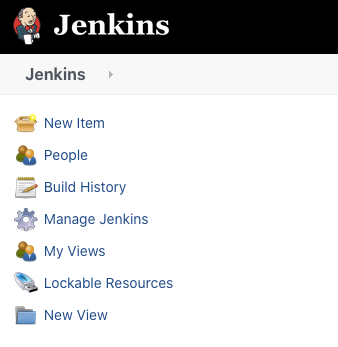 Jenkins
Jenkins
New Item
People
Build History
Manage Jenkins
My Views
Lockable Resources
New View